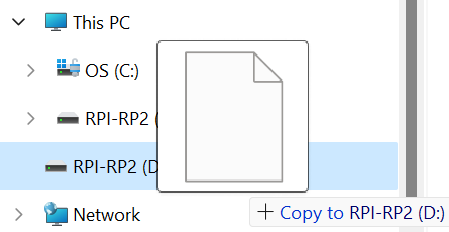 This PC
OS (C:)
RPI-RP2 (
RPI-RP2 (D
Network
+ Copy to RPI-RP2 (D:)